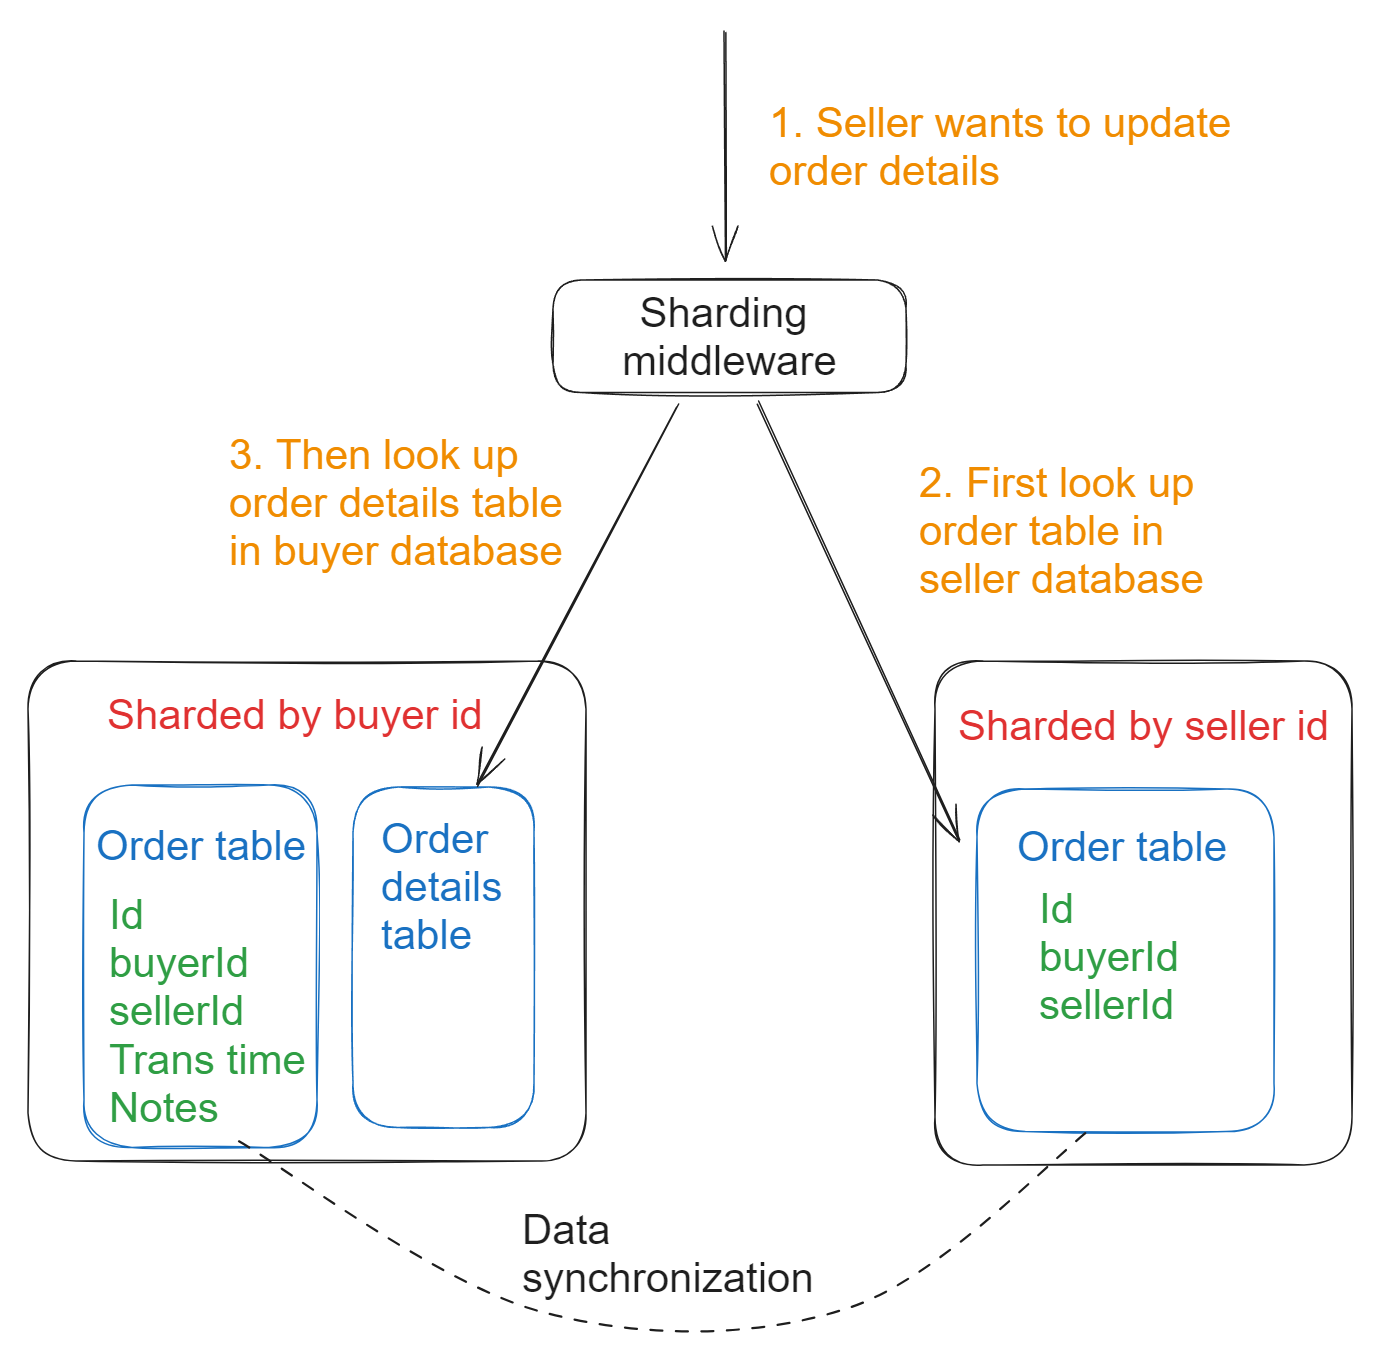 1. Seller wants to update
order details
Sharding
middleware
3. Then look up
order details table
in buyer database
2. First look up
order table in
seller database
Sharded by buyer id
Order table
Id
buyerId
sellerId
Trans time
Notes
Order
details
table
Sharded by seller id
Order table
Id
buyerId
sellerId
Data
synchronization